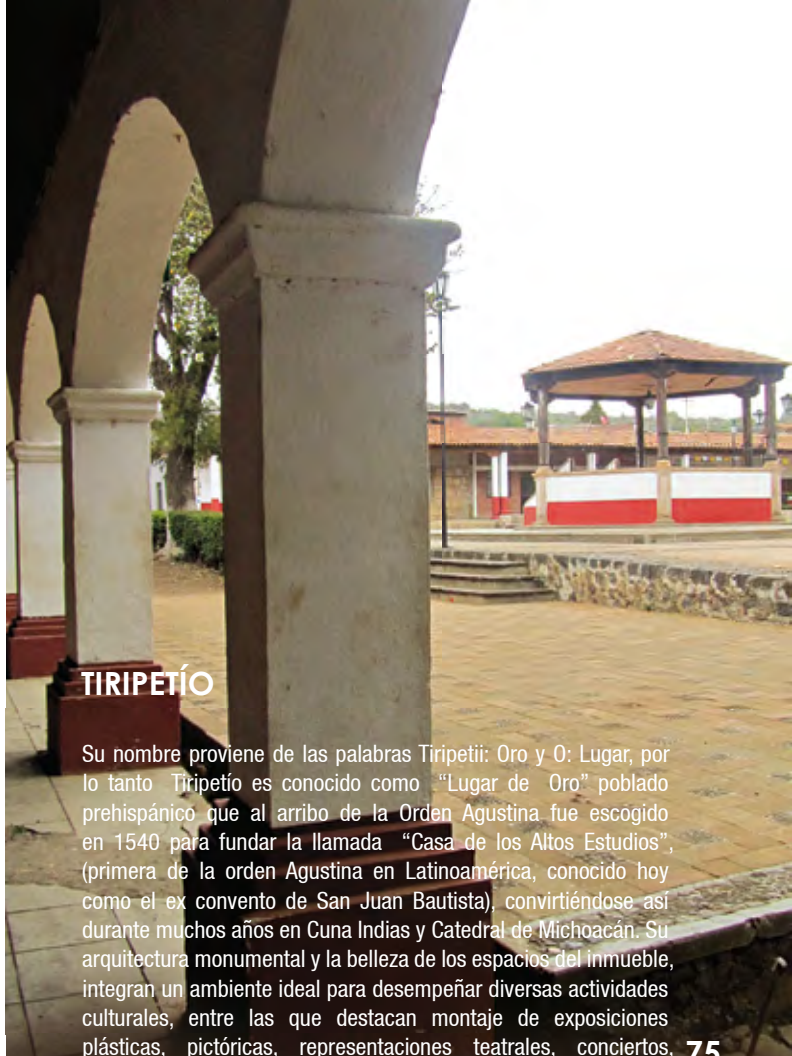 TIRIPETÍO
Su nombre proviene de las palabras Tiripetii: Oro y O: Lugar, por
lo tanto Tiripetío es conocido como “Lugar de Oro” poblado
prehispánico que al arribo de la Orden Agustina fue escogido
en 1540 para fundar la llamada “Casa de los Altos Estudios”,
(primera de la orden Agustina en Latinoamérica, conocido hoy
como el ex convento de San Juan Bautista), convirtiéndose así
durante muchos años en Cuna Indias y Catedral de Michoacán. Su
arquitectura monumental y la belleza de los espacios del inmueble,
integran un ambiente ideal para desempeñar diversas actividades
culturales, entre las que destacan montaje de exposiciones
plásticas, pictóricas, representaciones teatrales, conciertos,
75